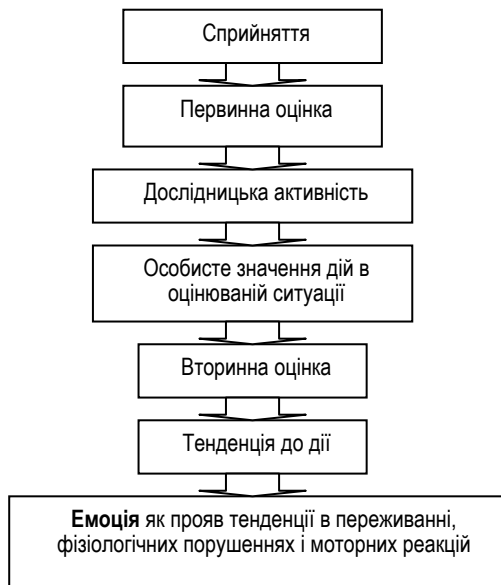 Сприйняття
Первинна оцінка
Дослідницька активність
Особисте значення дій в
оцінюваній ситуації
Вторинна оцінка
Тенденція до дії
Емоція як прояв тенденції в переживанні,
фізіологічних порушеннях і моторних реакцій